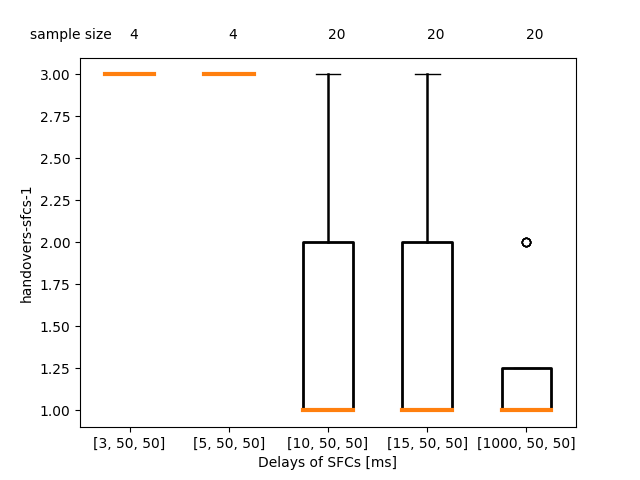 sample size 4 4 20 20 20
3.00
2.75
2.50
2.25
2.00
1.75
1.50
1.25
1.00
handovers-sfcs-1
[3, 50, 50] [5, 50, 50] [10, 50, 50] [15, 50, 50] [1000, 50, 50]
Delays of SFCs [ms]